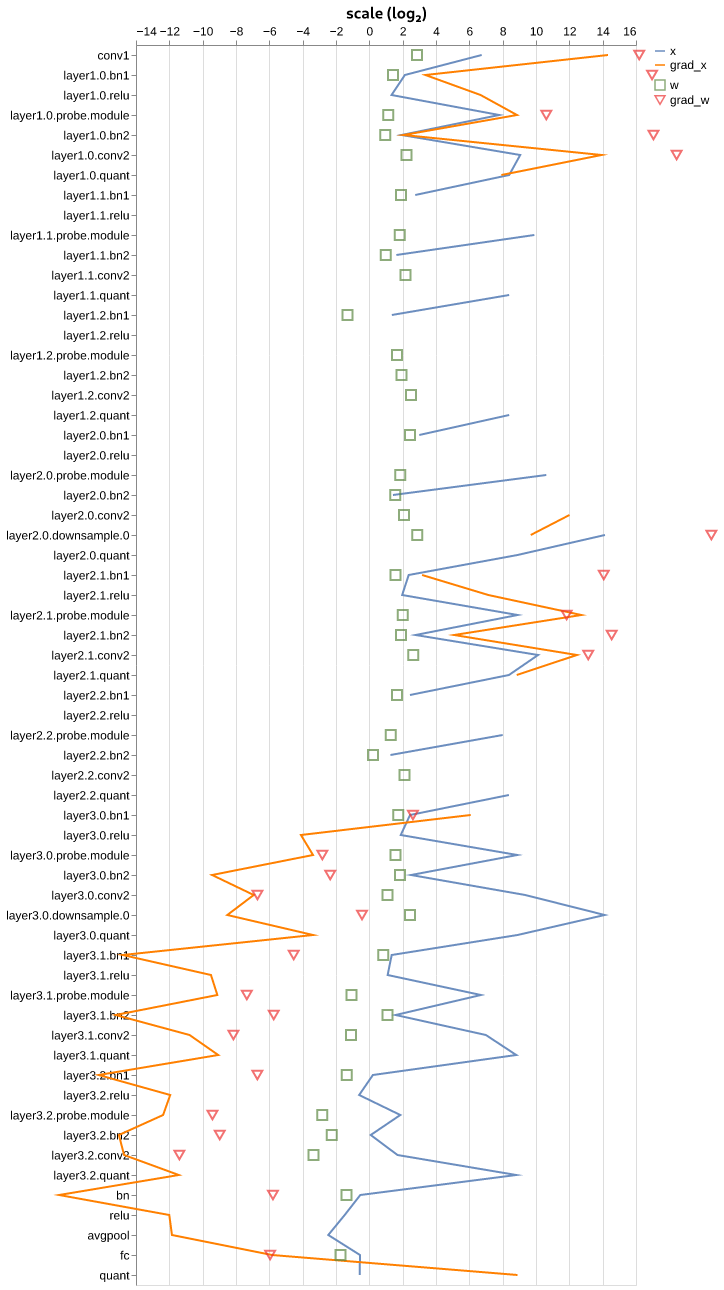 scale (log₂)
−14 −12 −10 −8 −6 −4 −2 0 2 4 6 8 10 12 14 16
x
grad_x
w
grad_w
conv1
layer1.0.bn1
layer1.0.relu
layer1.0.probe.module
layer1.0.bn2
layer1.0.conv2
layer1.0.quant
layer1.1.bn1
layer1.1.relu
layer1.1.probe.module
layer1.1.bn2
layer1.1.conv2
layer1.1.quant
layer1.2.bn1
layer1.2.relu
layer1.2.probe.module
layer1.2.bn2
layer1.2.conv2
layer1.2.quant
layer2.0.bn1
layer2.0.relu
layer2.0.probe.module
layer2.0.bn2
layer2.0.conv2
layer2.0.downsample.0
layer2.0.quant
layer2.1.bn1
layer2.1.relu
layer2.1.probe.module
layer2.1.bn2
layer2.1.conv2
layer2.1.quant
layer2.2.bn1
layer2.2.relu
layer2.2.probe.module
layer2.2.bn2
layer2.2.conv2
layer2.2.quant
layer3.0.bn1
layer3.0.relu
layer3.0.probe.module
layer3.0.bn2
layer3.0.conv2
layer3.0.downsample.0
layer3.0.quant
layer3.1.bn1
layer3.1.relu
layer3.1.probe.module
layer3.1.bn2
layer3.1.conv2
layer3.1.quant
layer3.2.bn1
layer3.2.relu
layer3.2.probe.module
layer3.2.bn2
layer3.2.conv2
layer3.2.quant
bn
relu
avgpool
fc
quant